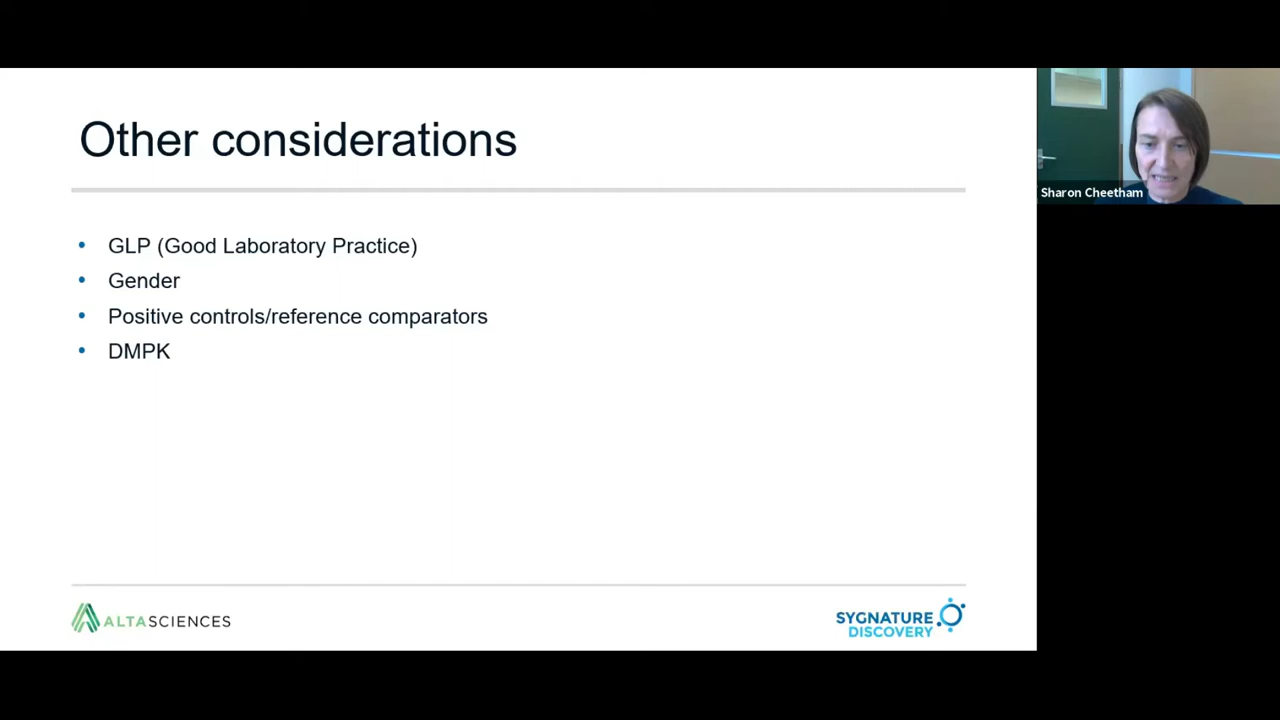 Other considerations
• GLP (Good Laboratory Practice)
• Gender
• Positive controls/reference comparators
• DMPK
ALTASCIENCES
SYGNATURE
DISCOVERY
Sharon Cheetham